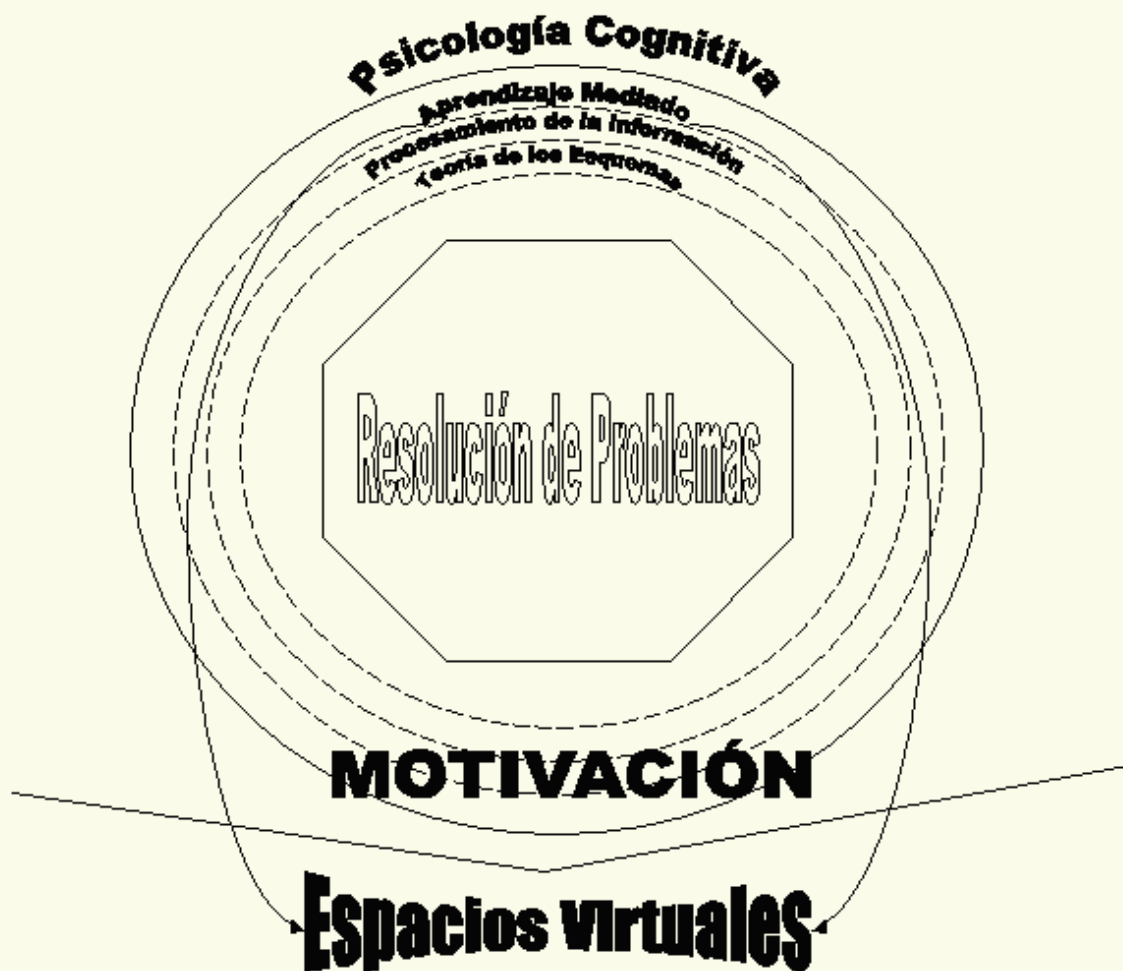 Psicología Cognitiva
Aprendizaje Mediado
Procesamiento de la Información
Teoría de los Esquemas
Resolución de Problemas
MOTIVACIÓN
Espacios Virtuales